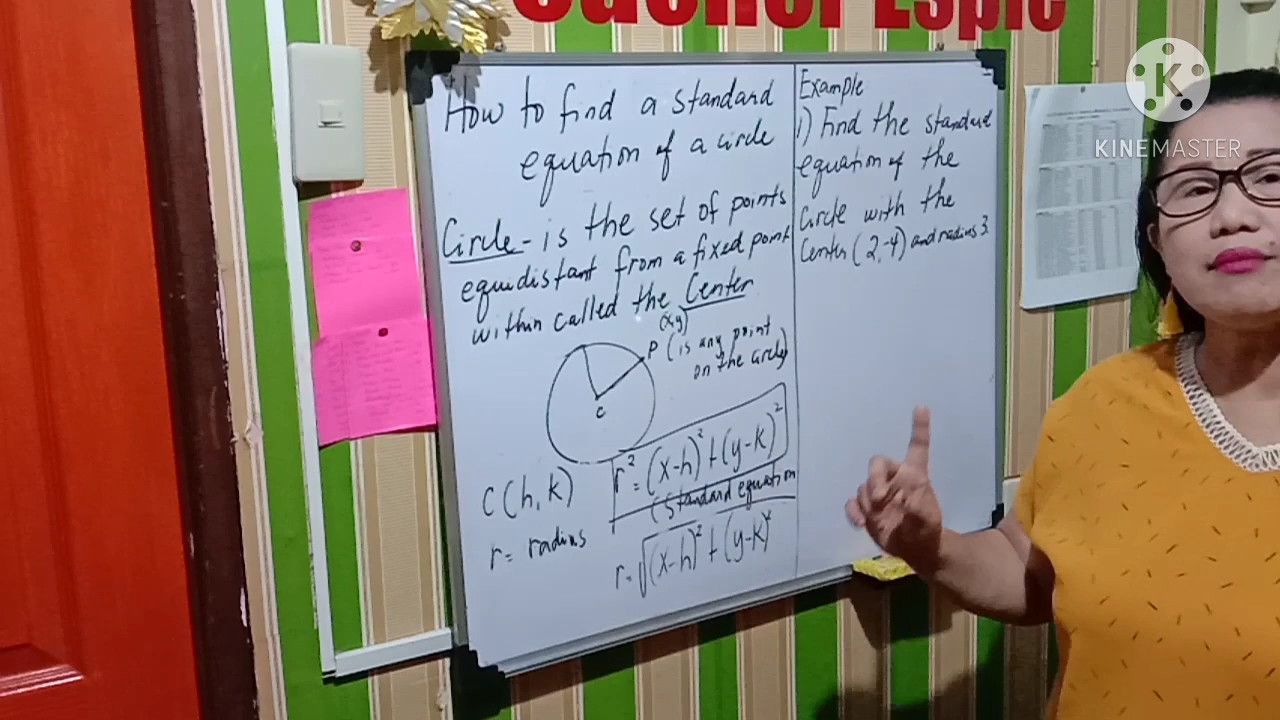 Teacher Espie
KINEMASTER
How to find a standard
equation of a circle
Circle - is the set of points
equidistant from a fixed point
within called the Center
(x,y)
P (is any point
on the circle)
c
C(h, k)
r = radius
r² = (x-h)² + (y-k)²
(Standard equation
r = √(x-h)² + (y-k)²
Example
1) Find the standard
equation of the
Circle with the
Center (2, -4) and radius 3.